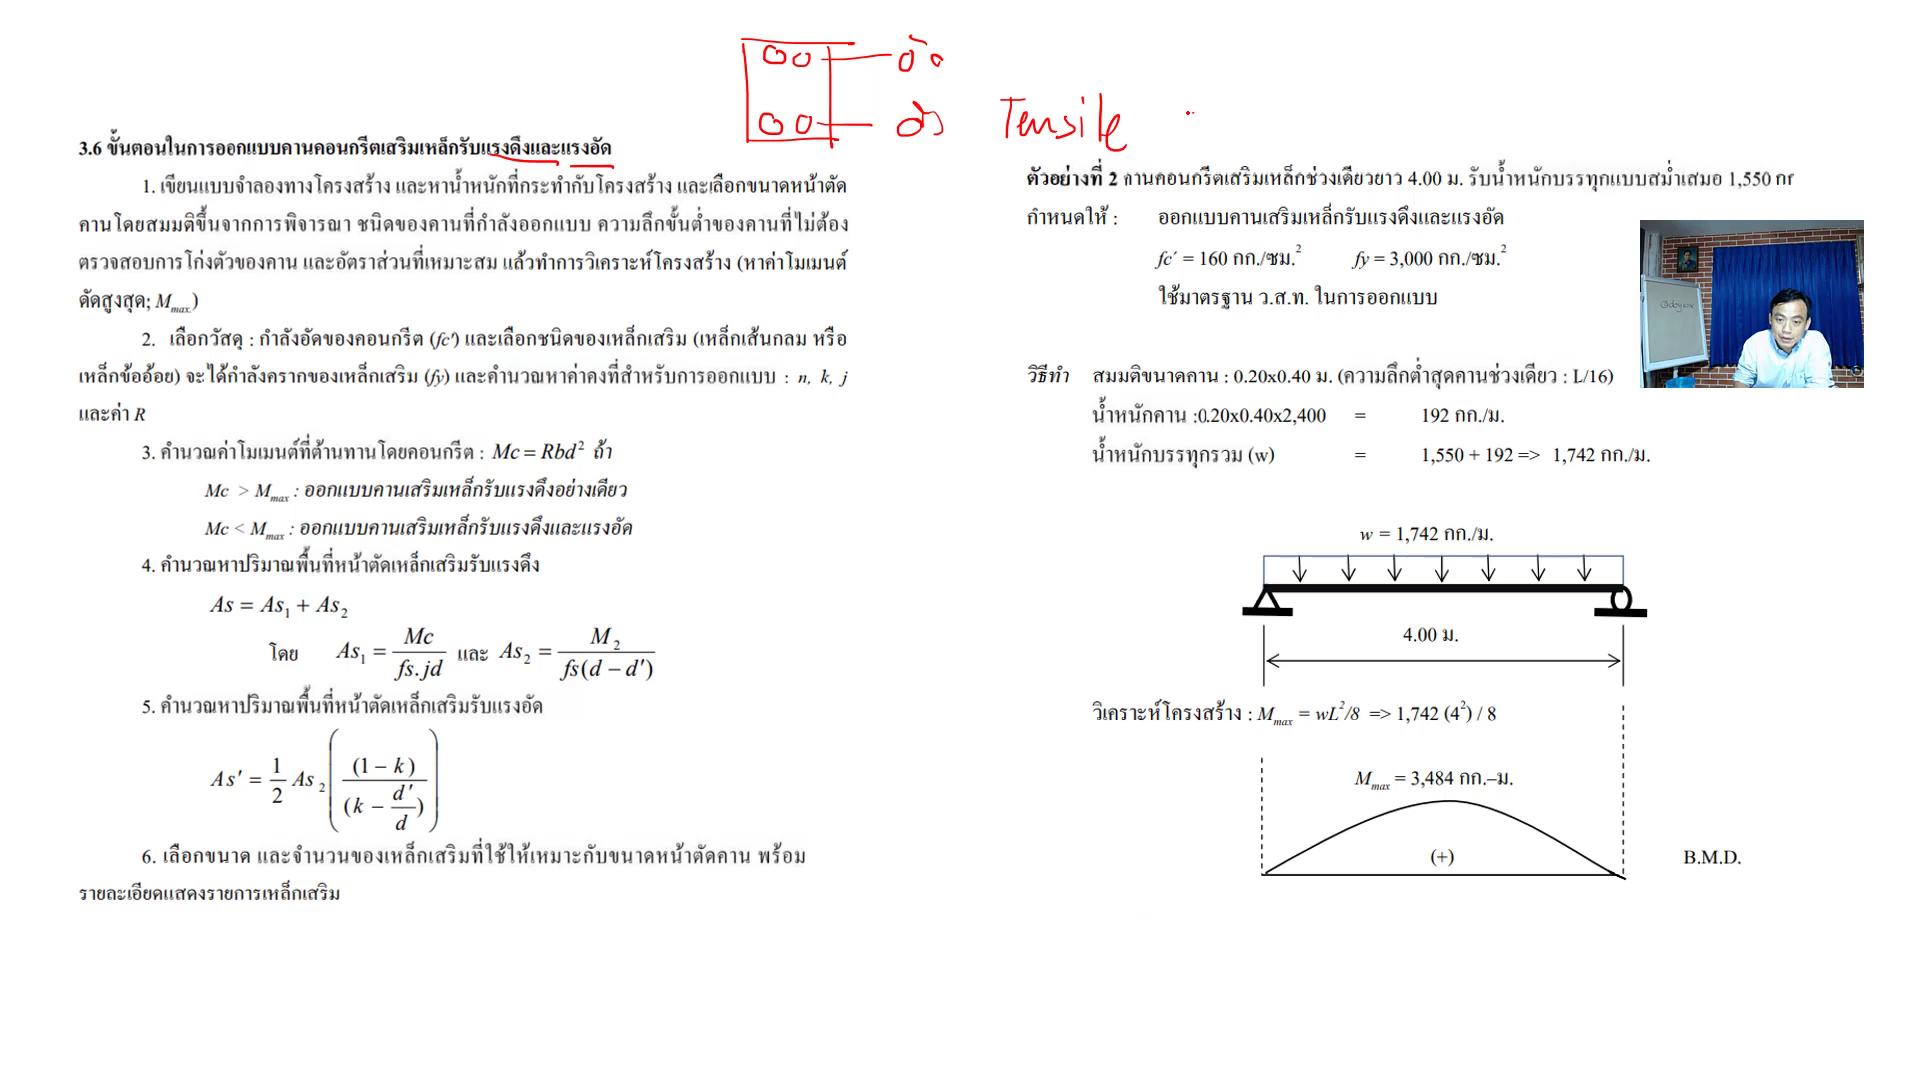 อัด
ดึง Tensile
3.6 ขั้นตอนในการออกแบบคานคอนกรีตเสริมเหล็กรับแรงดึงและแรงอัด
1. เขียนแบบจำลองทางโครงสร้าง และหาน้ำหนักที่กระทำกับโครงสร้าง และเลือกขนาดหน้าตัด
คานโดยสมมติขึ้นจากการพิจารณา ชนิดของคานที่กำลังออกแบบ ความลึกขั้นต่ำของคานที่ไม่ต้อง
ตรวจสอบการโก่งตัวของคาน และอัตราส่วนที่เหมาะสม แล้วทำการวิเคราะห์โครงสร้าง (หาค่าโมเมนต์
ดัดสูงสุด; Mmax.)
2. เลือกวัสดุ : กำลังอัดของคอนกรีต (fc′) และเลือกชนิดของเหล็กเสริม (เหล็กเส้นกลม หรือ
เหล็กข้ออ้อย) จะได้กำลังครากของเหล็กเสริม (fy) และคำนวณหาค่าคงที่สำหรับการออกแบบ : n, k, j
และค่า R
3. คำนวณค่าโมเมนต์ที่ต้านทานโดยคอนกรีต : Mc = Rbd² ถ้า
Mc > Mmax : ออกแบบคานเสริมเหล็กรับแรงดึงอย่างเดียว
Mc < Mmax : ออกแบบคานเสริมเหล็กรับแรงดึงและแรงอัด
4. คำนวณหาปริมาณพื้นที่หน้าตัดเหล็กเสริมรับแรงดึง
As = As₁ + As₂
โดย As₁ = Mc / fs.jd และ As₂ = M₂ / fs(d − d′)
5. คำนวณหาปริมาณพื้นที่หน้าตัดเหล็กเสริมรับแรงอัด
As′ = 1/2 As₂ ( (1 − k) / (k − d′/d) )
6. เลือกขนาด และจำนวนของเหล็กเสริมที่ใช้ให้เหมาะกับขนาดหน้าตัดคาน พร้อม
รายละเอียดแสดงรายการเหล็กเสริม
ตัวอย่างที่ 2 คานคอนกรีตเสริมเหล็กช่วงเดียวยาว 4.00 ม. รับน้ำหนักบรรทุกแบบสม่ำเสมอ 1,550 กก
กำหนดให้ : ออกแบบคานเสริมเหล็กรับแรงดึงและแรงอัด
fc′ = 160 กก./ซม.² fy = 3,000 กก./ซม.²
ใช้มาตรฐาน ว.ส.ท. ในการออกแบบ
วิธีทำ สมมติขนาดคาน : 0.20x0.40 ม. (ความลึกต่ำสุดคานช่วงเดียว : L/16)
น้ำหนักคาน :0.20x0.40x2,400 = 192 กก./ม.
น้ำหนักบรรทุกรวม (w) = 1,550 + 192 => 1,742 กก./ม.
w = 1,742 กก./ม.
4.00 ม.
วิเคราะห์โครงสร้าง : Mmax = wL²/8 => 1,742 (4²) / 8
Mmax = 3,484 กก.–ม.
(+) B.M.D.